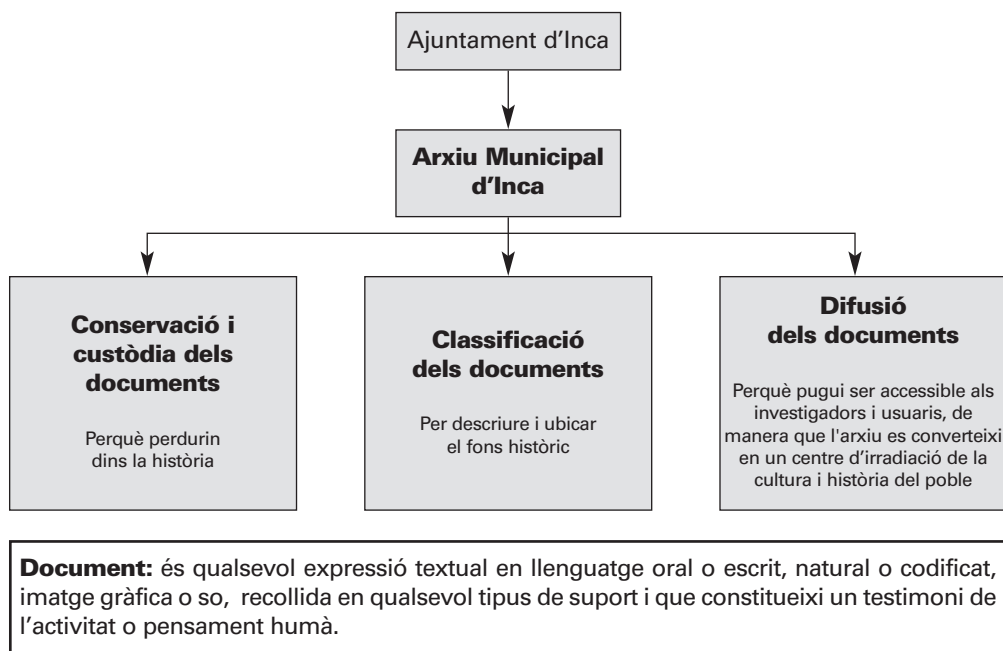 Ajuntament d’Inca
Arxiu Municipal
d’Inca
Conservació i
custòdia dels
documents
Perquè perdurin
dins la història
Classificació
dels documents
Per descriure i ubicar
el fons històric
Difusió
dels documents
Perquè pugui ser accessible als
investigadors i usuaris, de
manera que l'arxiu es converteixi
en un centre d’irradiació de la
cultura i història del poble
Document: és qualsevol expressió textual en llenguatge oral o escrit, natural o codificat,
imatge gràfica o so, recollida en qualsevol tipus de suport i que constitueixi un testimoni de
l’activitat o pensament humà.